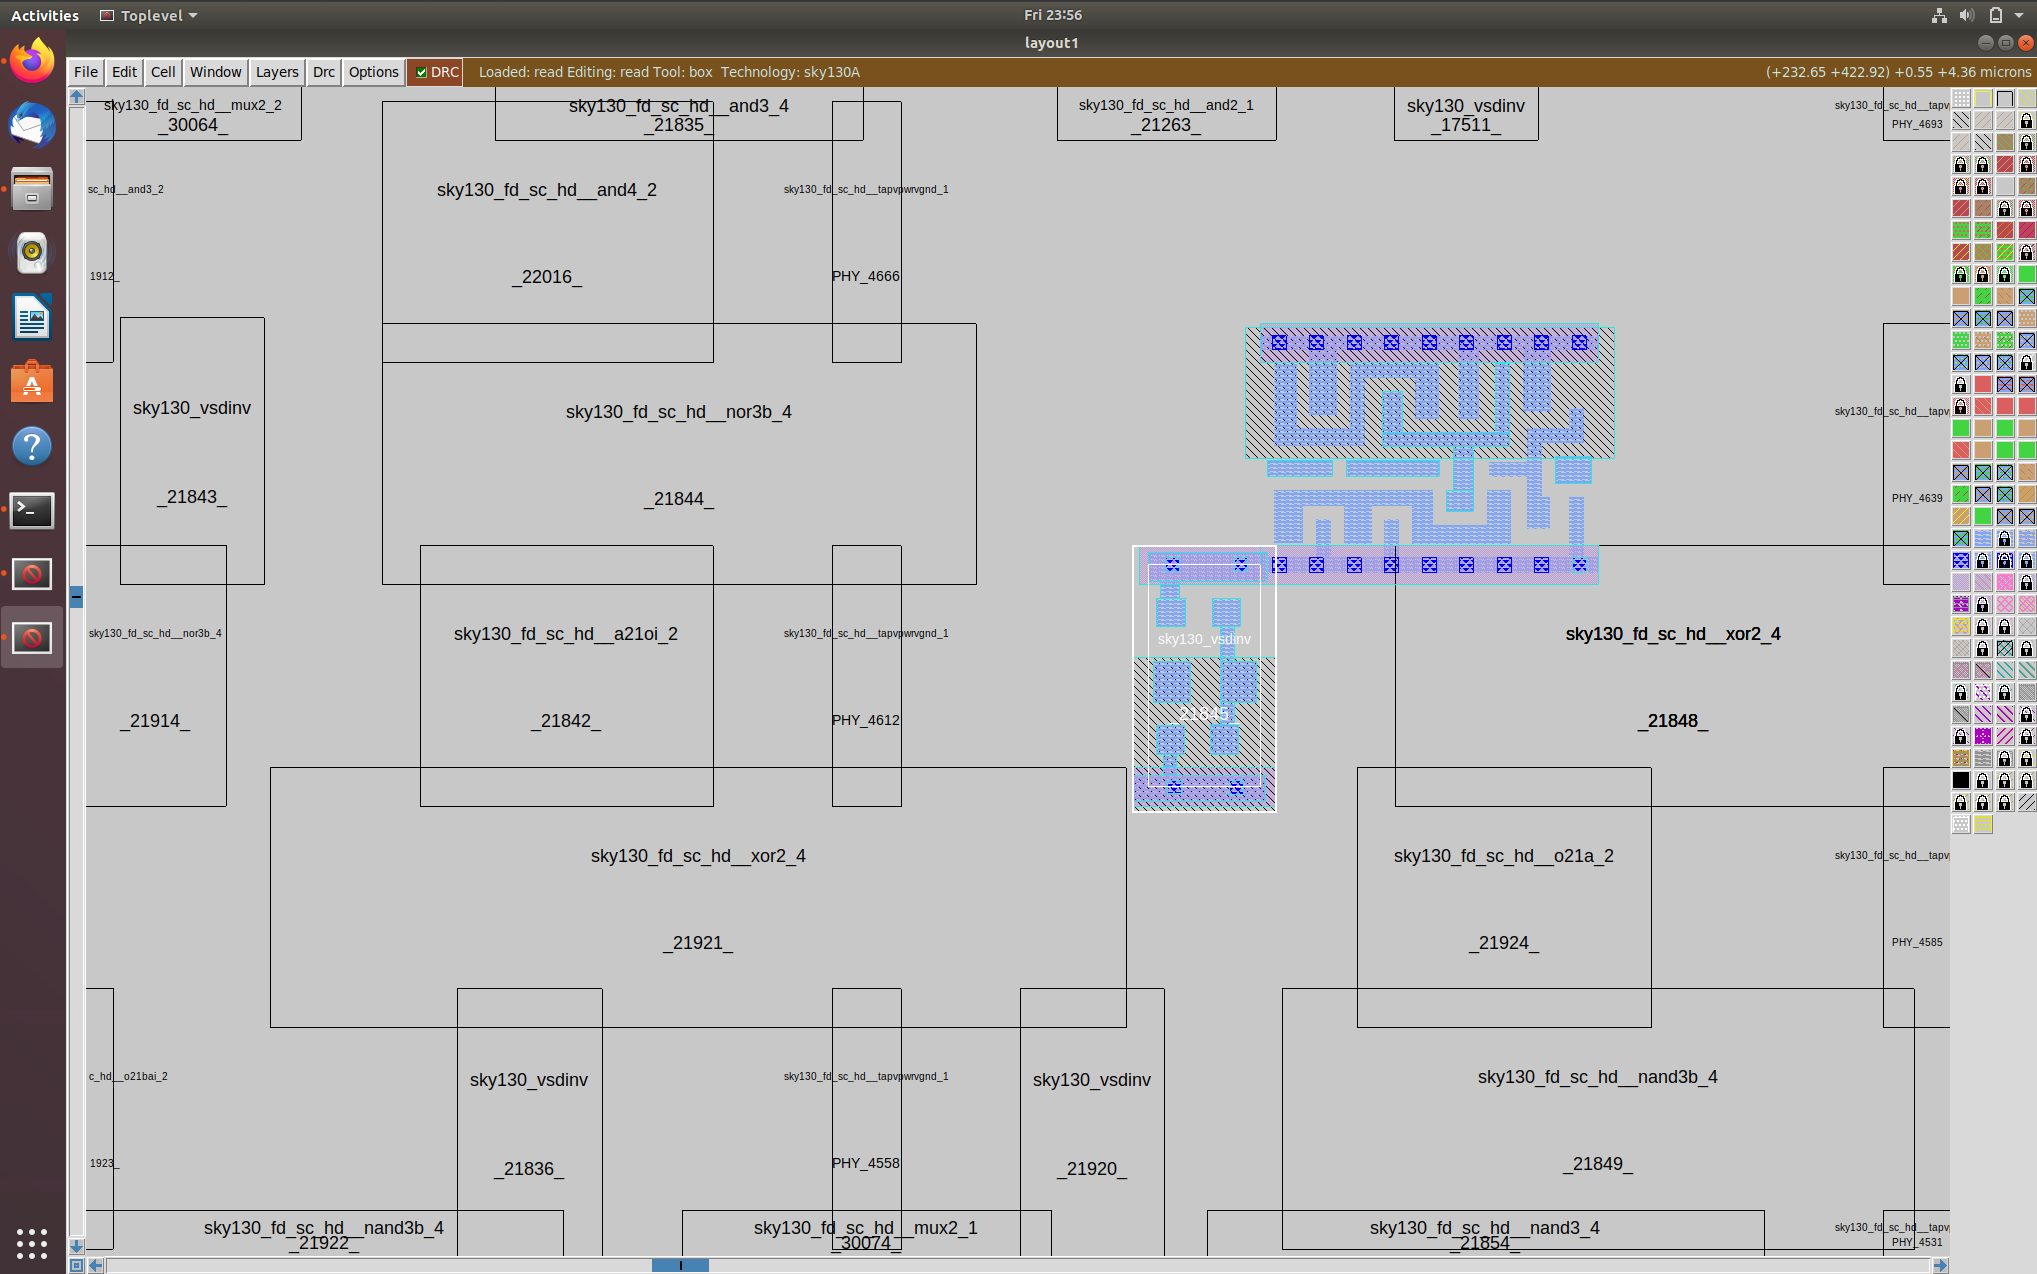 Activities Toplevel Fri 23:56
layout1
File Edit Cell Window Layers Drc Options DRC Loaded: read Editing: read Tool: box Technology: sky130A (+232.65 +422.92) +0.55 +4.36 microns
sky130_fd_sc_hd__mux2_2
_30064_
sky130_fd_sc_hd__and3_4
_21835_
sky130_fd_sc_hd__and2_1
_21263_
sky130_vsdinv
_17511_
sky130_fd_sc_hd__tapv
PHY_4693
sc_hd__and3_2
1912_
sky130_fd_sc_hd__and4_2
_22016_
sky130_fd_sc_hd__tapvpwrvgnd_1
PHY_4666
sky130_vsdinv
_21843_
sky130_fd_sc_hd__nor3b_4
_21844_
sky130_fd_sc_hd__tapv
PHY_4639
sky130_fd_sc_hd__nor3b_4
_21914_
sky130_fd_sc_hd__a21oi_2
_21842_
sky130_fd_sc_hd__tapvpwrvgnd_1
PHY_4612
sky130_vsdinv
_21845_
sky130_fd_sc_hd__xor2_4
_21848_
sky130_fd_sc_hd__xor2_4
_21921_
sky130_fd_sc_hd__o21a_2
_21924_
sky130_fd_sc_hd__tapv
PHY_4585
c_hd__o21bai_2
1923_
sky130_vsdinv
_21836_
sky130_fd_sc_hd__tapvpwrvgnd_1
PHY_4558
sky130_vsdinv
_21920_
sky130_fd_sc_hd__nand3b_4
_21849_
sky130_fd_sc_hd__nand3b_4
_21922_
sky130_fd_sc_hd__mux2_1
_30074_
sky130_fd_sc_hd__nand3_4
_21854_
sky130_fd_sc_hd__tapv
PHY_4531